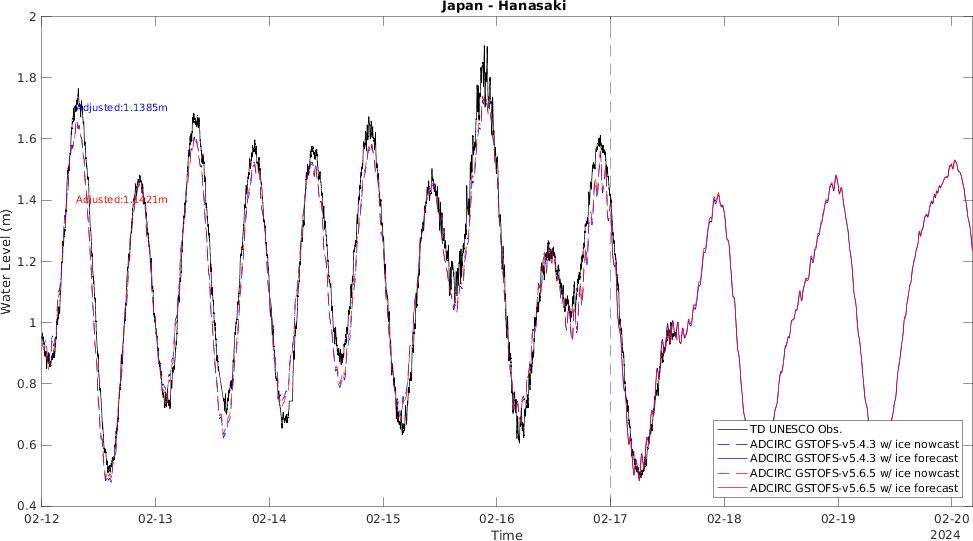 Japan - Hanasaki
2
1.8
1.6
1.4
1.2
1
0.8
0.6
0.4
Water Level (m)
Adjusted:1.1385m
Adjusted:1.1421m
TD UNESCO Obs.
ADCIRC GSTOFS-v5.4.3 w/ ice nowcast
ADCIRC GSTOFS-v5.4.3 w/ ice forecast
ADCIRC GSTOFS-v5.6.5 w/ ice nowcast
ADCIRC GSTOFS-v5.6.5 w/ ice forecast
02-12 02-13 02-14 02-15 02-16 02-17 02-18 02-19 02-20
Time
2024